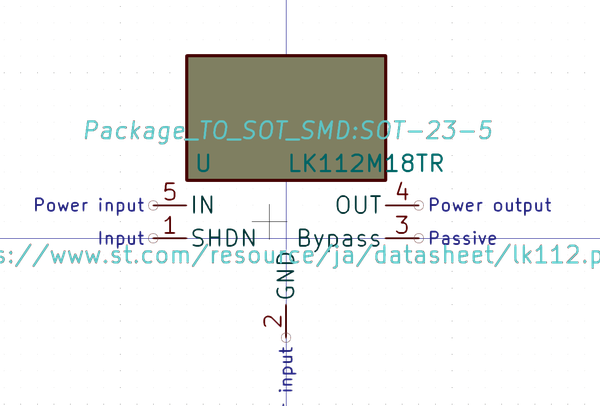 Package_TO_SOT_SMD:SOT-23-5
U LK112M18TR
Power input 5 IN OUT 4 Power output
Input 1 SHDN Bypass 3 Passive
s://www.st.com/resource/ja/datasheet/lk112.p
GND
2
input